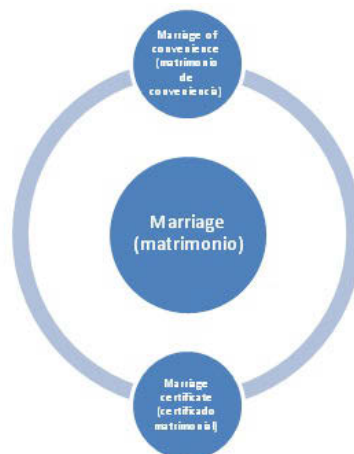 Marriage of
convenience
(matrimonio
de
conveniencia)
Marriage
(matrimonio)
Marriage
certificate
(certificado
matrimonial)